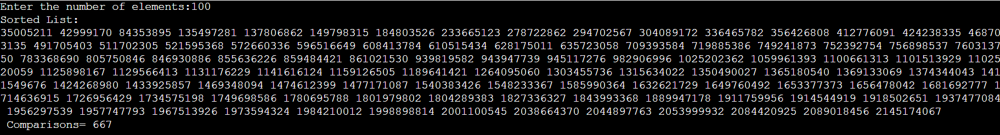 Enter the number of elements:100
Sorted List:
35005211 42999170 84353895 135497281 137806862 149798315 184803526 233665123 278722862 294702567 304089172 336465782 356426808 412776091 424238335 46870
3135 491705403 511702305 521595368 572660336 596516649 608413784 610515434 628175011 635723058 709393584 719885386 749241873 752392754 756898537 7603137
50 783368690 805750846 846930886 855636226 859484421 861021530 939819582 943947739 945117276 982906996 1025202362 1059961393 1100661313 1101513929 11025
20059 1125898167 1129566413 1131176229 1141616124 1159126505 1189641421 1264095060 1303455736 1315634022 1350490027 1365180540 1369133069 1374344043 141
1549676 1424268980 1433925857 1469348094 1474612399 1477171087 1540383426 1548233367 1585990364 1632621729 1649760492 1653377373 1656478042 1681692777 1
714636915 1726956429 1734575198 1749698586 1780695788 1801979802 1804289383 1827336327 1843993368 1889947178 1911759956 1914544919 1918502651 1937477084
1956297539 1957747793 1967513926 1973594324 1984210012 1998898814 2001100545 2038664370 2044897763 2053999932 2084420925 2089018456 2145174067
Comparisons= 667